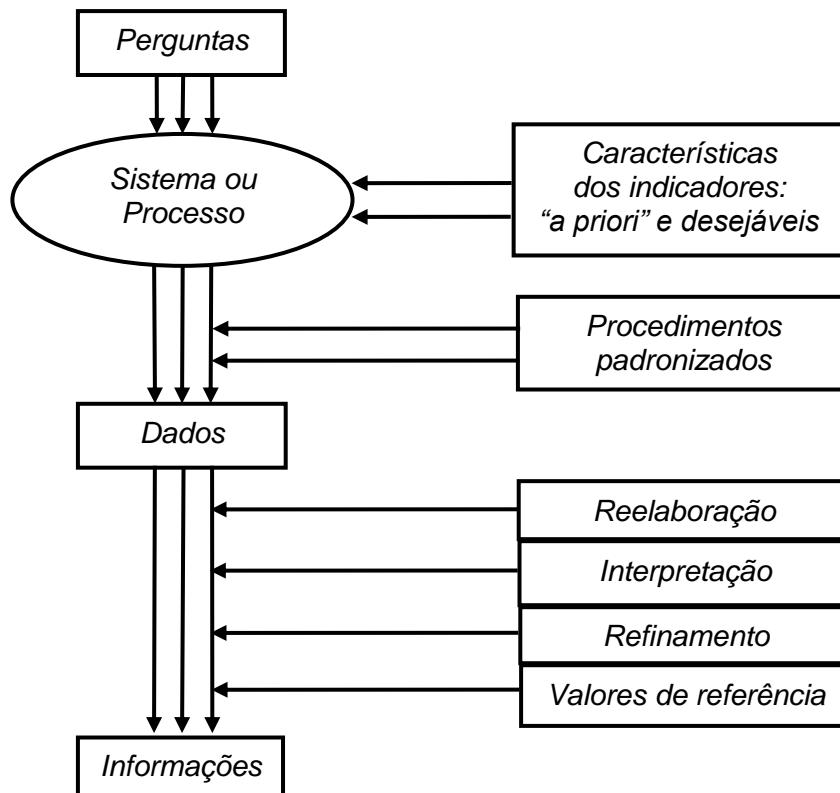 Perguntas
Sistema ou
Processo
Características
dos indicadores:
“a priori” e desejáveis
Procedimentos
padronizados
Dados
Reelaboração
Interpretação
Refinamento
Valores de referência
Informações